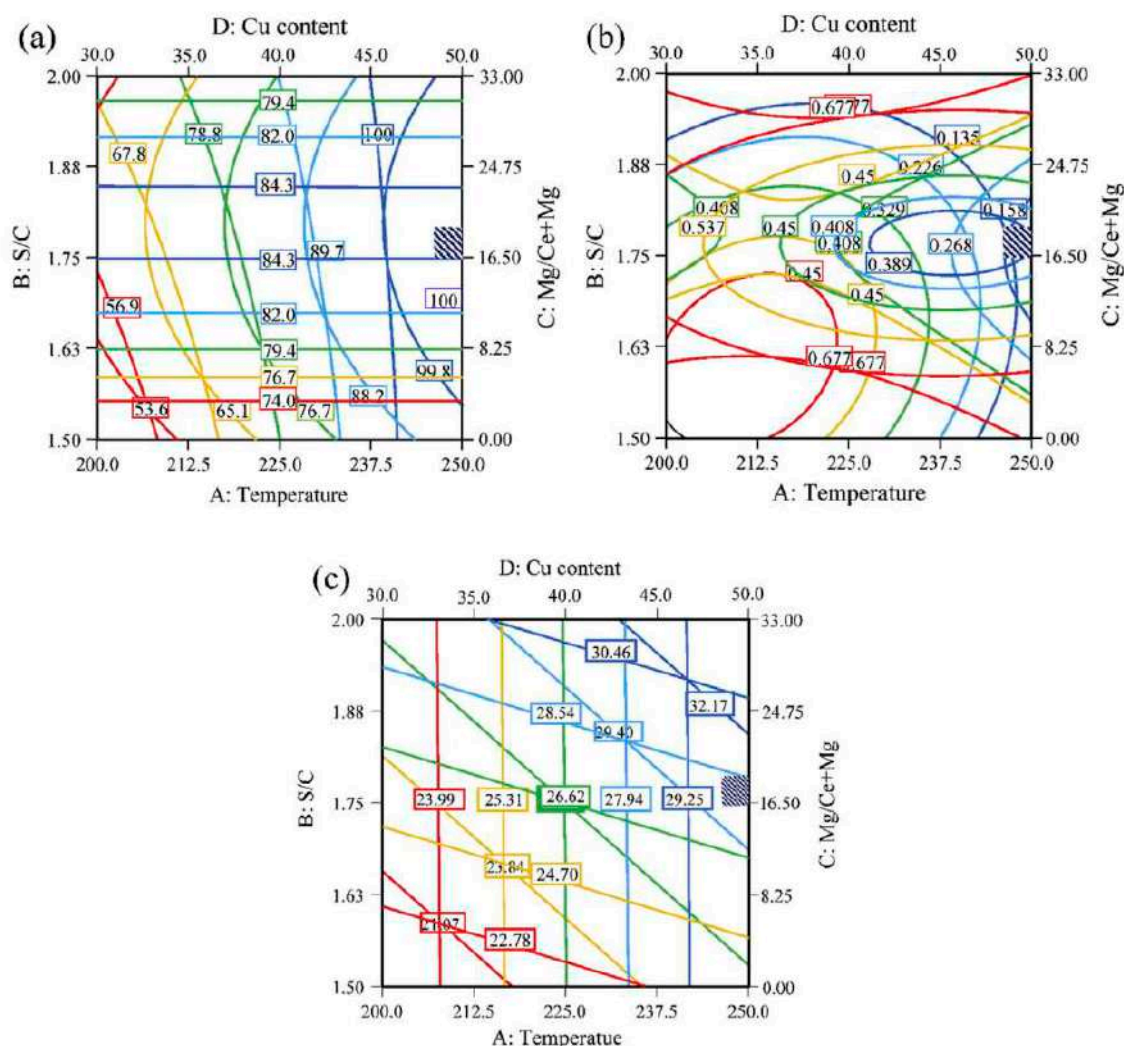 (a)
D: Cu content
30.0 35.0 40.0 45.0 50.0
2.00 33.00
79.4
78.8 82.0 100
67.8
1.88 24.75
84.3
B: S/C
C: Mg/Ce+Mg
89.7
1.75 84.3 16.50
56.9 100
82.0
1.63 79.4 8.25
99.8
76.7
88.2
74.0
53.6 65.1 76.7
1.50 0.00
200.0 212.5 225.0 237.5 250.0
A: Temperature
(b)
D: Cu content
30.0 35.0 40.0 45.0 50.0
2.00 33.00
0.677
0.135
1.88 0.226 24.75
0.45
0.408 0.329 0.158
B: S/C
C: Mg/Ce+Mg
0.537 0.45 0.408
0.408 0.268
1.75 0.389 16.50
0.45
0.45
1.63 8.25
0.677 677
1.50 0.00
200.0 212.5 225.0 237.5 250.0
A: Temperature
(c)
D: Cu content
30.0 35.0 40.0 45.0 50.0
2.00 33.00
30.46
1.88 28.54 32.17 24.75
29.40
B: S/C
C: Mg/Ce+Mg
1.75 23.99 25.31 26.62 27.94 29.25 16.50
23.84 24.70
1.63 8.25
21.07 22.78
1.50 0.00
200.0 212.5 225.0 237.5 250.0
A: Temperatue